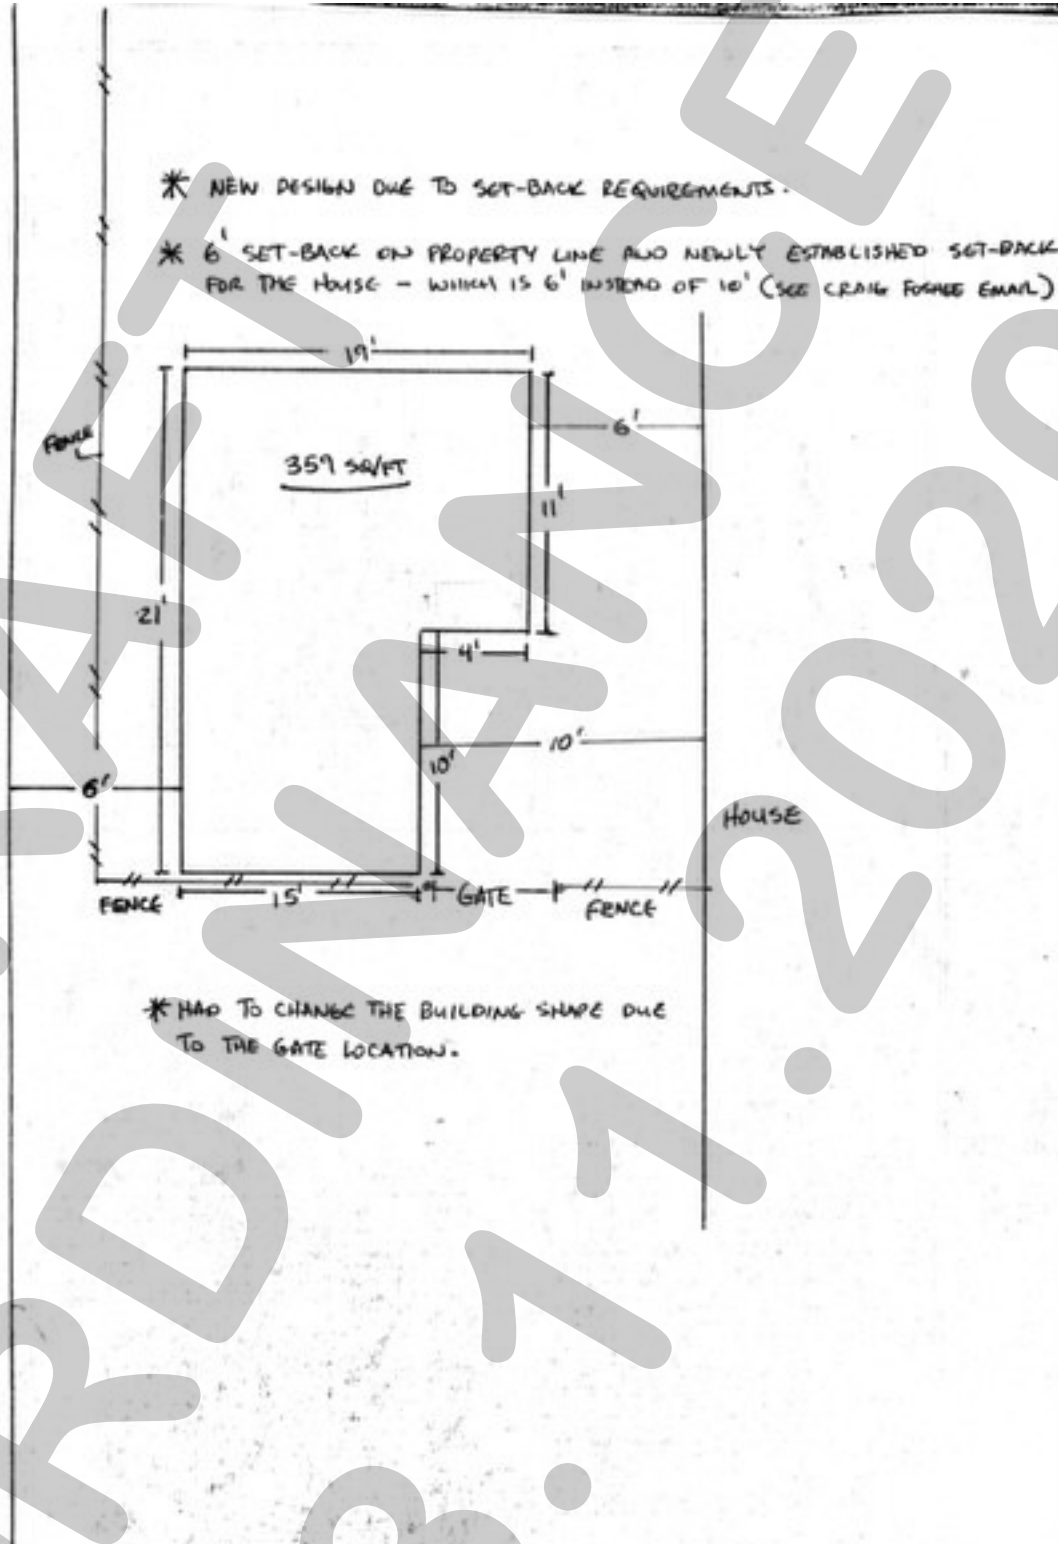 * NEW DESIGN DUE TO SET-BACK REQUIREMENTS.
* 6' SET-BACK ON PROPERTY LINE AND NEWLY ESTABLISHED SET-BACK
FOR THE HOUSE - WHICH IS 6' INSTEAD OF 10' (SEE CRAIG FOSHEE EMAIL)
19'
6'
FENCE
359 SQ/FT
11'
21'
4'
10'
10'
6'
HOUSE
FENCE
15'
GATE
FENCE
* HAD TO CHANGE THE BUILDING SHAPE DUE
TO THE GATE LOCATION.